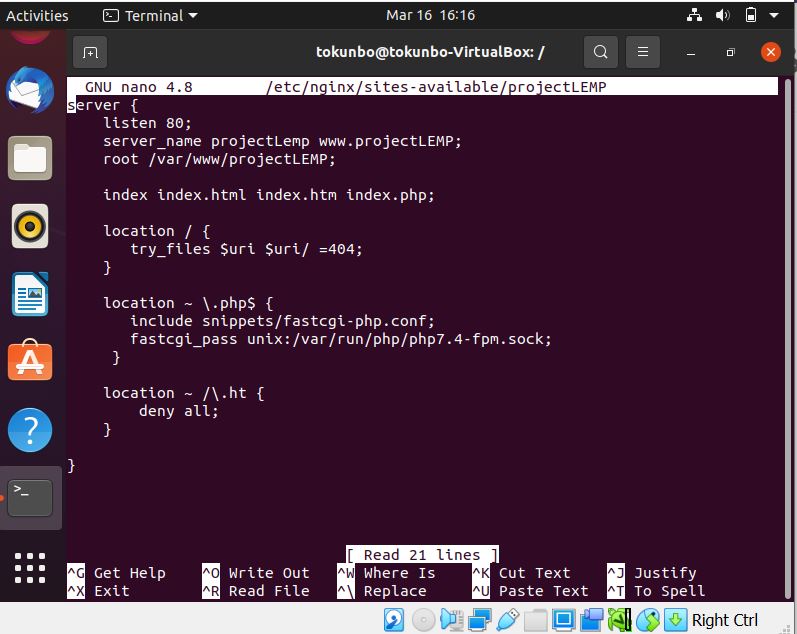 Activities Terminal Mar 16 16:16
tokunbo@tokunbo-VirtualBox: /
GNU nano 4.8 /etc/nginx/sites-available/projectLEMP
server {
listen 80;
server_name projectLemp www.projectLEMP;
root /var/www/projectLEMP;
index index.html index.htm index.php;
location / {
try_files $uri $uri/ =404;
}
location ~ \.php$ {
include snippets/fastcgi-php.conf;
fastcgi_pass unix:/var/run/php/php7.4-fpm.sock;
}
location ~ /\.ht {
deny all;
}
}
[ Read 21 lines ]
^G Get Help ^O Write Out ^W Where Is ^K Cut Text ^J Justify
^X Exit ^R Read File ^\ Replace ^U Paste Text ^T To Spell
Right Ctrl